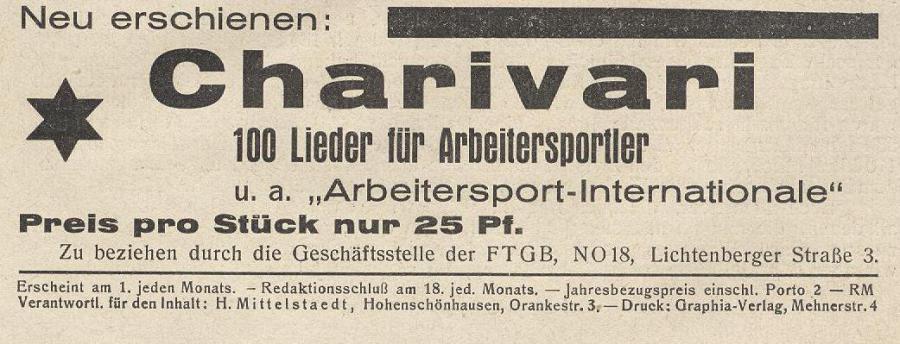 Neu erschienen:
Charivari
100 Lieder für Arbeitersportler
u. a. „Arbeitersport-Internationale“
Preis pro Stück nur 25 Pf.
Zu beziehen durch die Geschäftsstelle der FTGB, NO18, Lichtenberger Straße 3.
Erscheint am 1. jeden Monats. – Redaktionsschluß am 18. jed. Monats. — Jahresbezugspreis einschl. Porto 2 — RM
Verantwortl. für den Inhalt: H. Mittelstaedt, Hohenschönhausen, Orankestr. 3. — Druck: Graphia-Verlag, Mehnerstr. 4